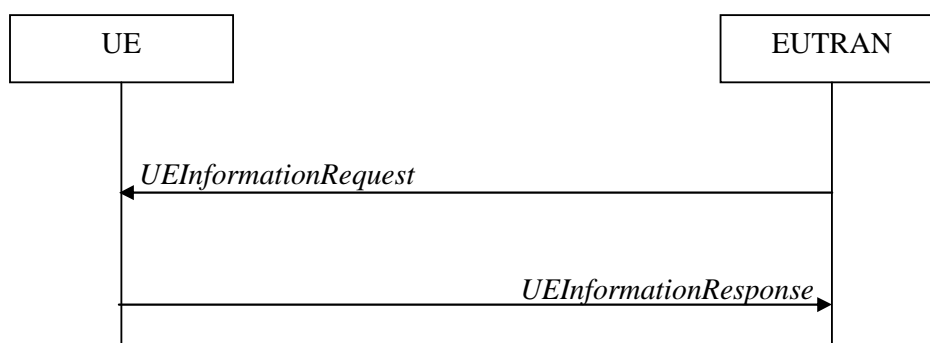 UE
EUTRAN
UEInformationRequest
UEInformationResponse